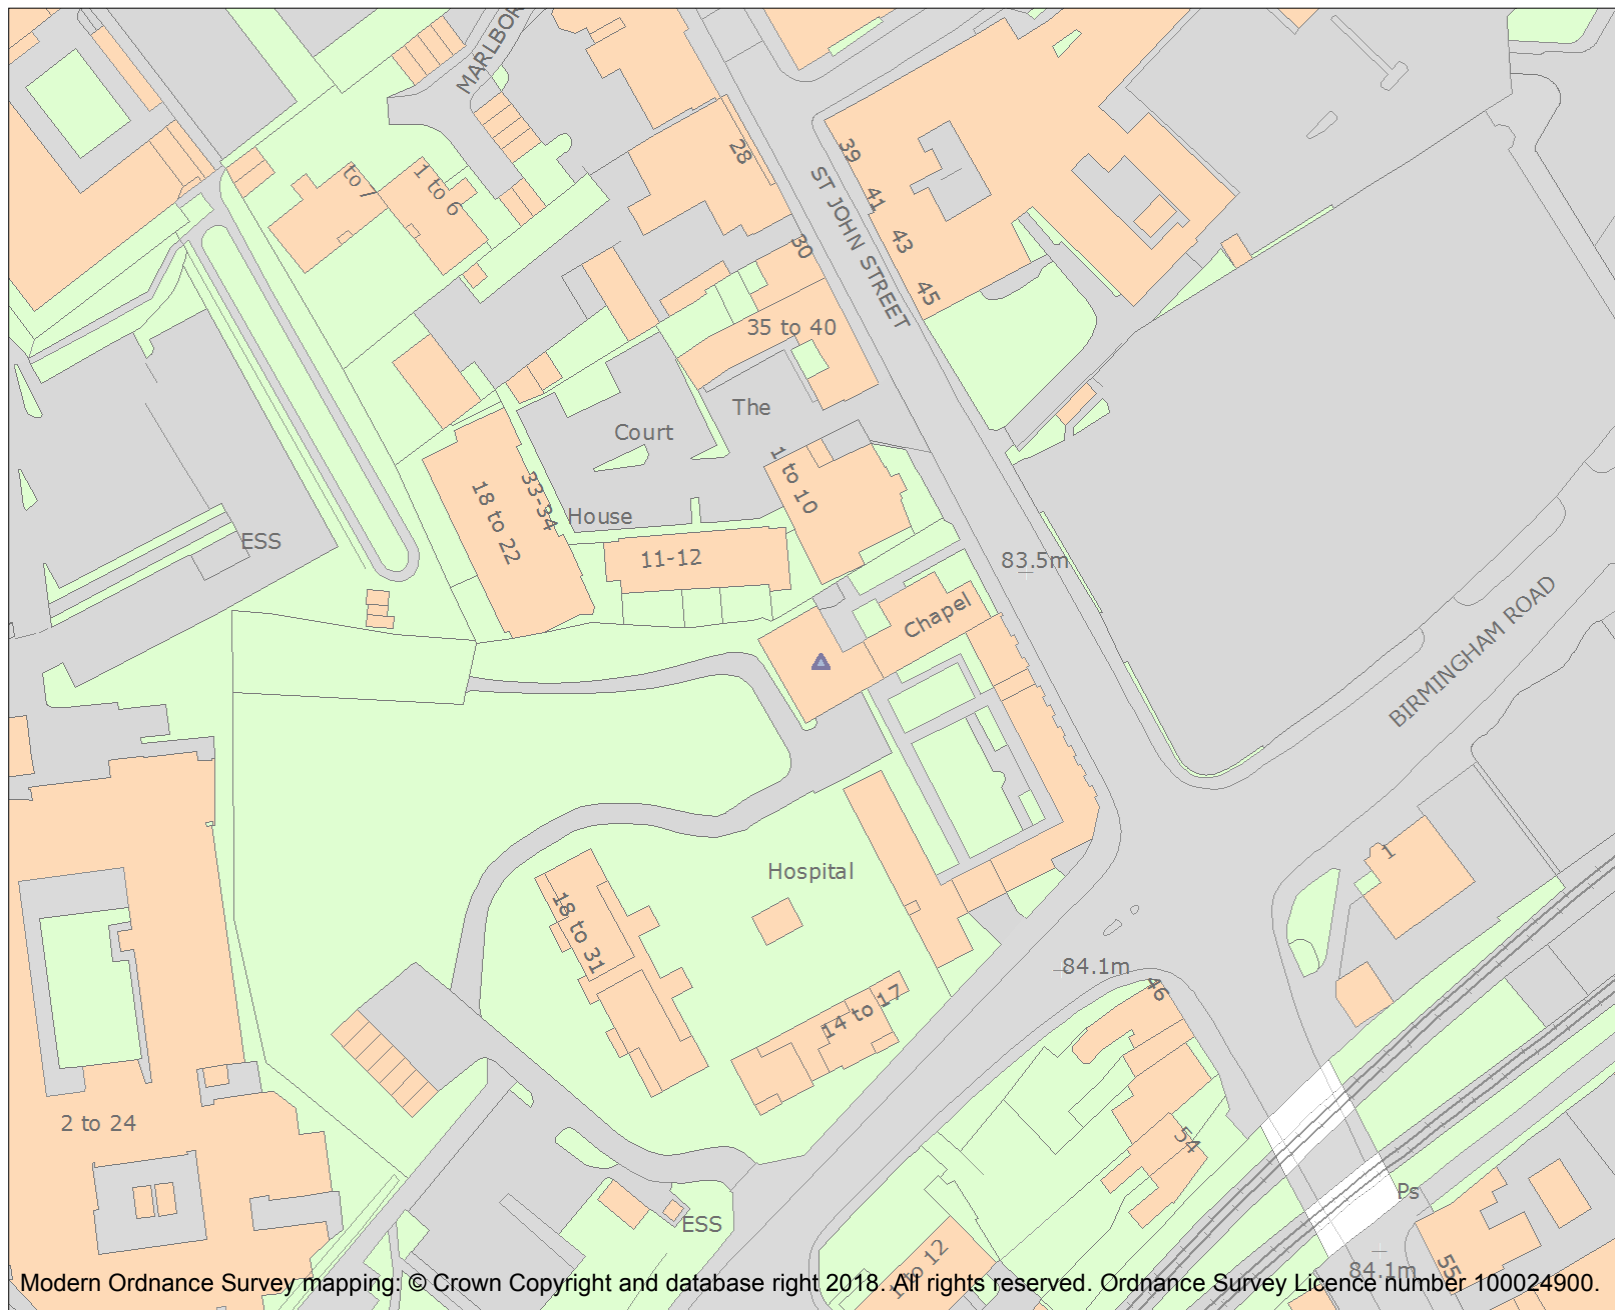 MARLBOR
28
39
ST JOHN STREET
41
to 7
1 to 6
43
30
45
35 to 40
The
Court
1 to 10
33-34
18 to 22
House
ESS
11-12
83.5m
Chapel
BIRMINGHAM ROAD
1
Hospital
18 to 31
84.1m
46
14 to 17
2 to 24
54
Ps
ESS
to 12
55
84.1m
Modern Ordnance Survey mapping: © Crown Copyright and database right 2018. All rights reserved. Ordnance Survey Licence number 100024900.